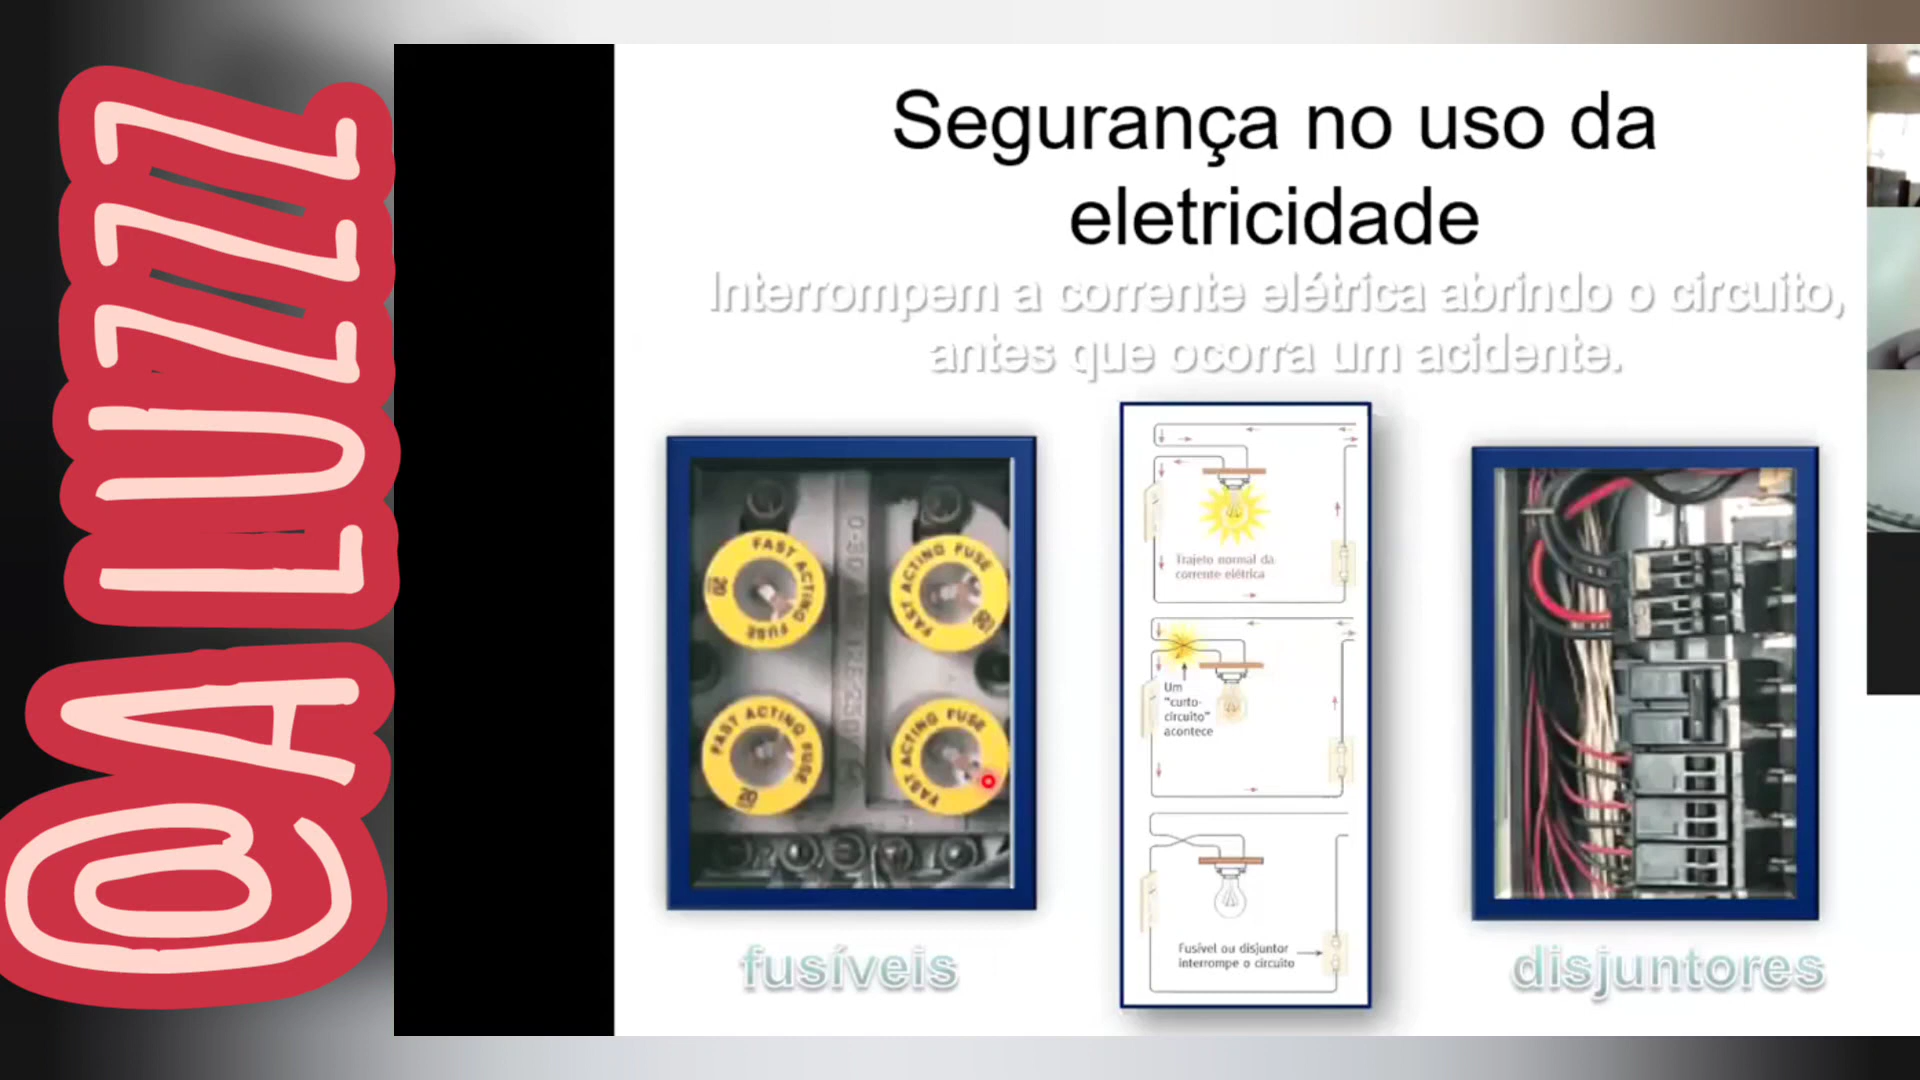 @ALUZZZ
Segurança no uso da
eletricidade
Interrompem a corrente elétrica abrindo o circuito,
antes que ocorra um acidente.
FAST ACTING FUSE
20
FAST ACTING FUSE
20
FAST ACTING FUSE
20
FAST ACTING FUSE
Trajeto normal da
corrente elétrica
Um
"curto-
circuito"
acontece
Fusível ou disjuntor
interrompe o circuito
fusíveis
disjuntores